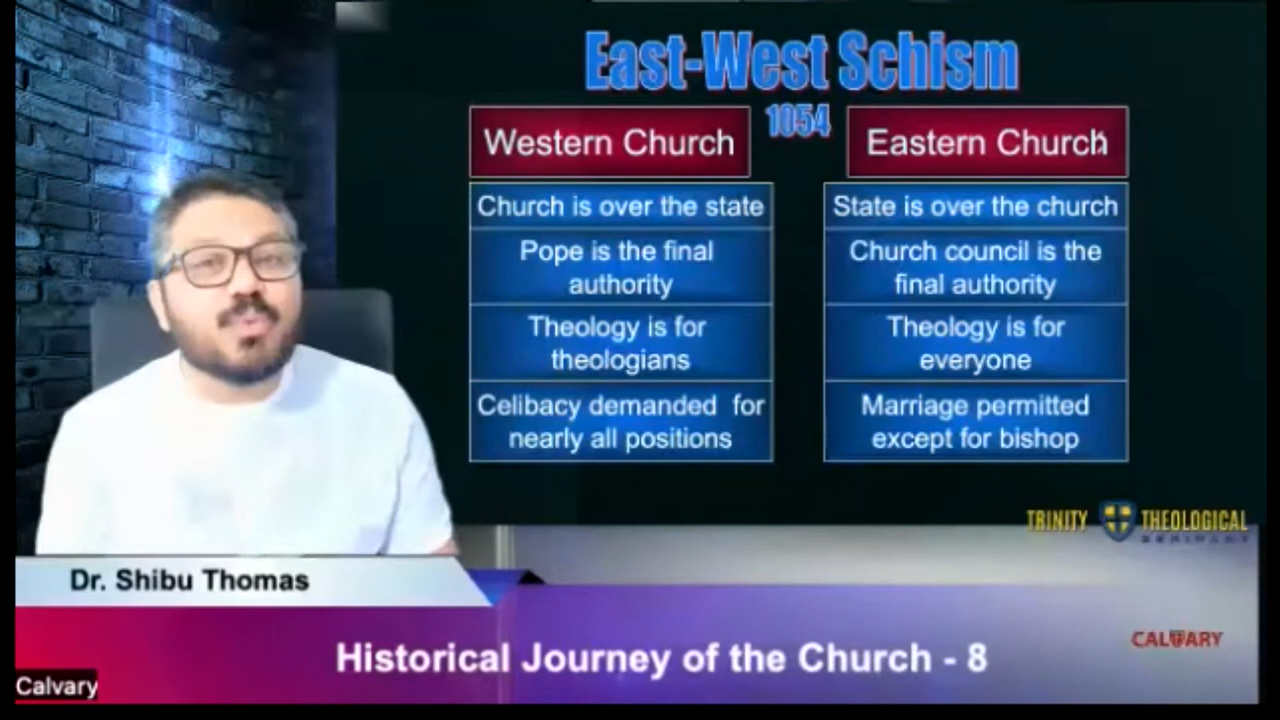 East-West Schism
1054
Western Church
Eastern Church
Church is over the state
State is over the church
Pope is the final
authority
Church council is the
final authority
Theology is for
theologians
Theology is for
everyone
Celibacy demanded for
nearly all positions
Marriage permitted
except for bishop
TRINITY THEOLOGICAL
SEMINARY
Dr. Shibu Thomas
CALVARY
Historical Journey of the Church - 8
Calvary